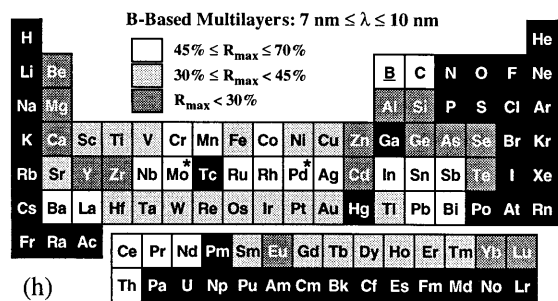 B-Based Multilayers: 7 nm ≤ λ ≤ 10 nm
H He
45% ≤ Rmax ≤ 70%
Li Be B C N O F Ne
30% ≤ Rmax < 45%
Na Mg Al Si P S Cl Ar
Rmax < 30%
K Ca Sc Ti V Cr Mn Fe Co Ni Cu Zn Ga Ge As Se Br Kr
Rb Sr Y Zr Nb Mo* Tc Ru Rh Pd* Ag Cd In Sn Sb Te I Xe
Cs Ba La Hf Ta W Re Os Ir Pt Au Hg Tl Pb Bi Po At Rn
Fr Ra Ac
Ce Pr Nd Pm Sm Eu Gd Tb Dy Ho Er Tm Yb Lu
Th Pa U Np Pu Am Cm Bk Cf Es Fm Md No Lr
(h)